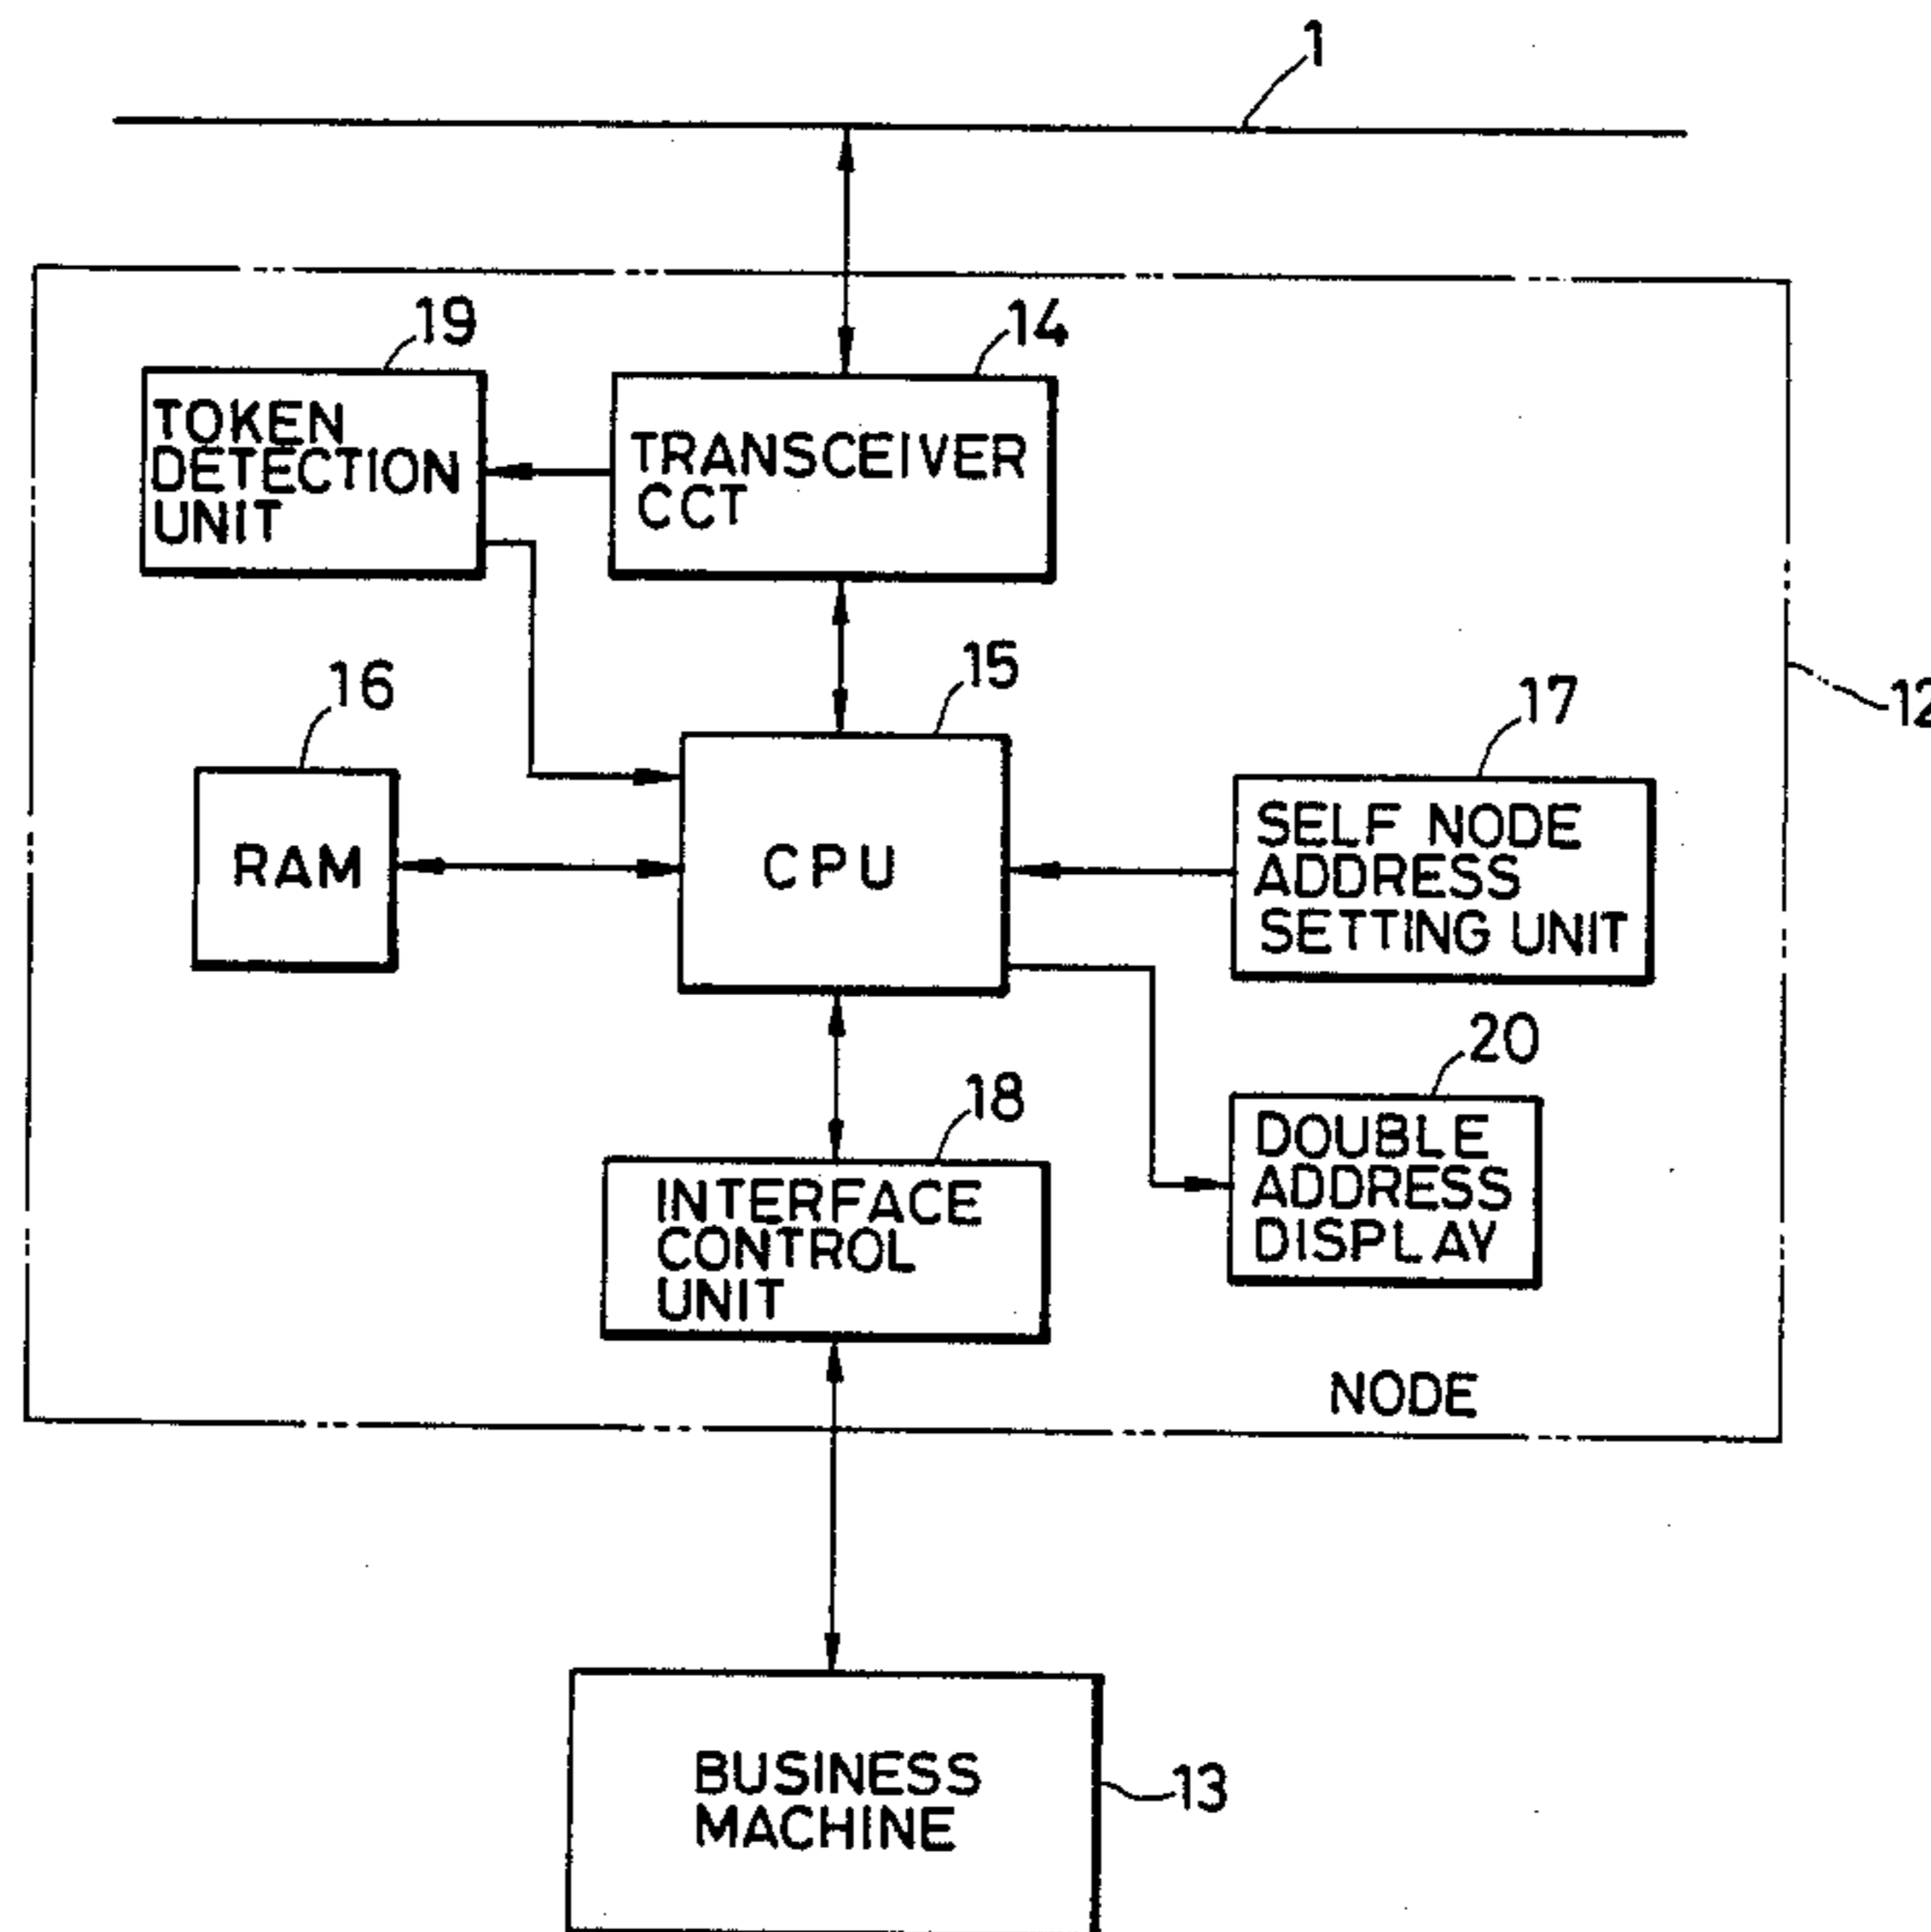 1
19
14
TOKEN
DETECTION
UNIT
TRANSCEIVER
CCT
16
15
17
12
RAM
CPU
SELF NODE
ADDRESS
SETTING UNIT
18
20
INTERFACE
CONTROL
UNIT
DOUBLE
ADDRESS
DISPLAY
NODE
BUSINESS
MACHINE
13